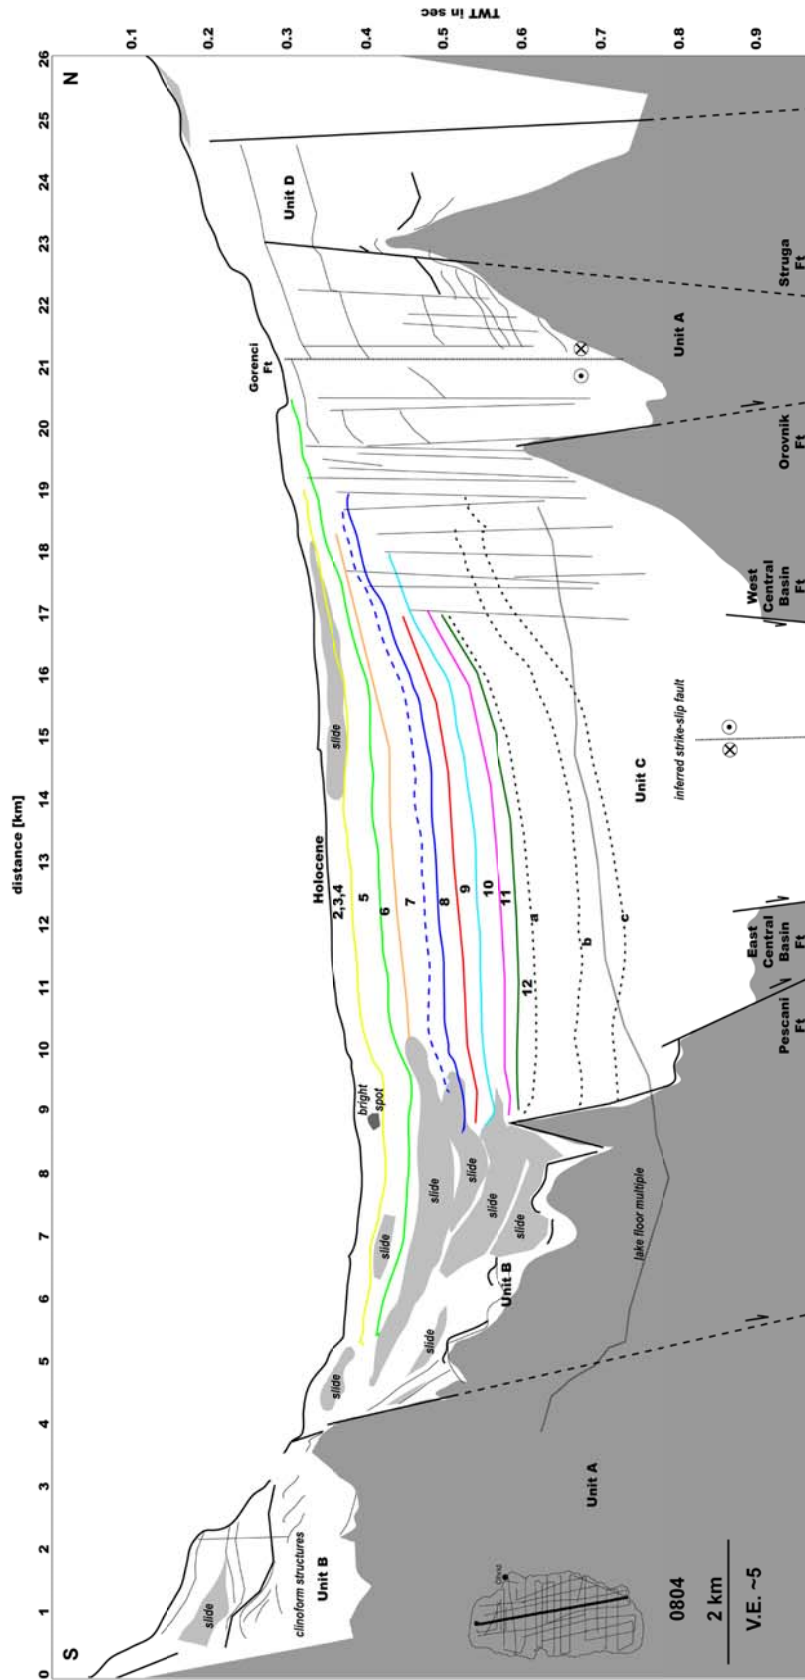 distance [km]
0 1 2 3 4 5 6 7 8 9 10 11 12 13 14 15 16 17 18 19 20 21 22 23 24 25 26
S
N
TWT in sec
0.1
0.2
0.3
0.4
0.5
0.6
0.7
0.8
0.9
slide
clinoform structures
Unit B
slide
slide
slide
slide
slide
slide
slide
Unit B
bright
spot
Holocene
2,3,4
5
6
7
8
9
10
11
12
a
b
c
slide
Gorenci
Ft
Unit D
Unit A
lake floor multiple
Unit C
inferred strike-slip fault
Unit A
Pescani
Ft
East
Central
Basin
Ft
West
Central
Basin
Ft
Orovnik
Ft
Struga
Ft
Ohrid
0804
2 km
V.E. ~5